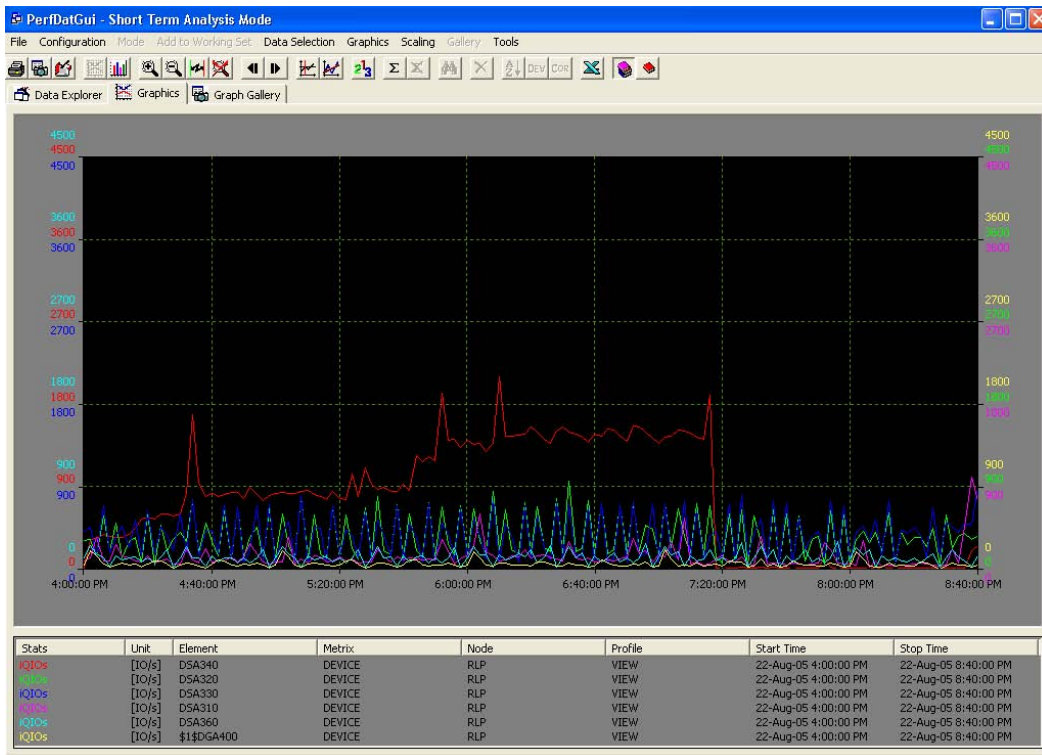 PerfDatGui - Short Term Analysis Mode
File Configuration Mode Add to Working Set Data Selection Graphics Scaling Gallery Tools
DEV COR
Data Explorer Graphics Graph Gallery
4500 4500
4500 4500
4500 4500
3600 3600
3600 3600
3600 3600
2700 2700
2700 2700
2700 2700
1800 1800
1800 1800
1800 1800
900 900
900 900
900 900
0 0
0 0
0 0
4:00:00 PM 4:40:00 PM 5:20:00 PM 6:00:00 PM 6:40:00 PM 7:20:00 PM 8:00:00 PM 8:40:00 PM
Stats Unit Element Metrix Node Profile Start Time Stop Time
iQIOs [IO/s] DSA340 DEVICE RLP VIEW 22-Aug-05 4:00:00 PM 22-Aug-05 8:40:00 PM
iQIOs [IO/s] DSA320 DEVICE RLP VIEW 22-Aug-05 4:00:00 PM 22-Aug-05 8:40:00 PM
iQIOs [IO/s] DSA330 DEVICE RLP VIEW 22-Aug-05 4:00:00 PM 22-Aug-05 8:40:00 PM
iQIOs [IO/s] DSA310 DEVICE RLP VIEW 22-Aug-05 4:00:00 PM 22-Aug-05 8:40:00 PM
iQIOs [IO/s] DSA360 DEVICE RLP VIEW 22-Aug-05 4:00:00 PM 22-Aug-05 8:40:00 PM
iQIOs [IO/s] $1$DGA400 DEVICE RLP VIEW 22-Aug-05 4:00:00 PM 22-Aug-05 8:40:00 PM